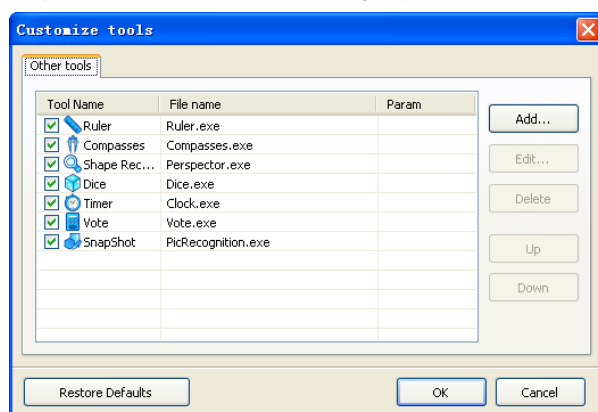 Customize tools
Other tools
Tool Name File name Param
Ruler Ruler.exe
Compasses Compasses.exe
Shape Rec... Perspector.exe
Dice Dice.exe
Timer Clock.exe
Vote Vote.exe
SnapShot PicRecognition.exe
Add...
Edit...
Delete
Up
Down
Restore Defaults OK Cancel